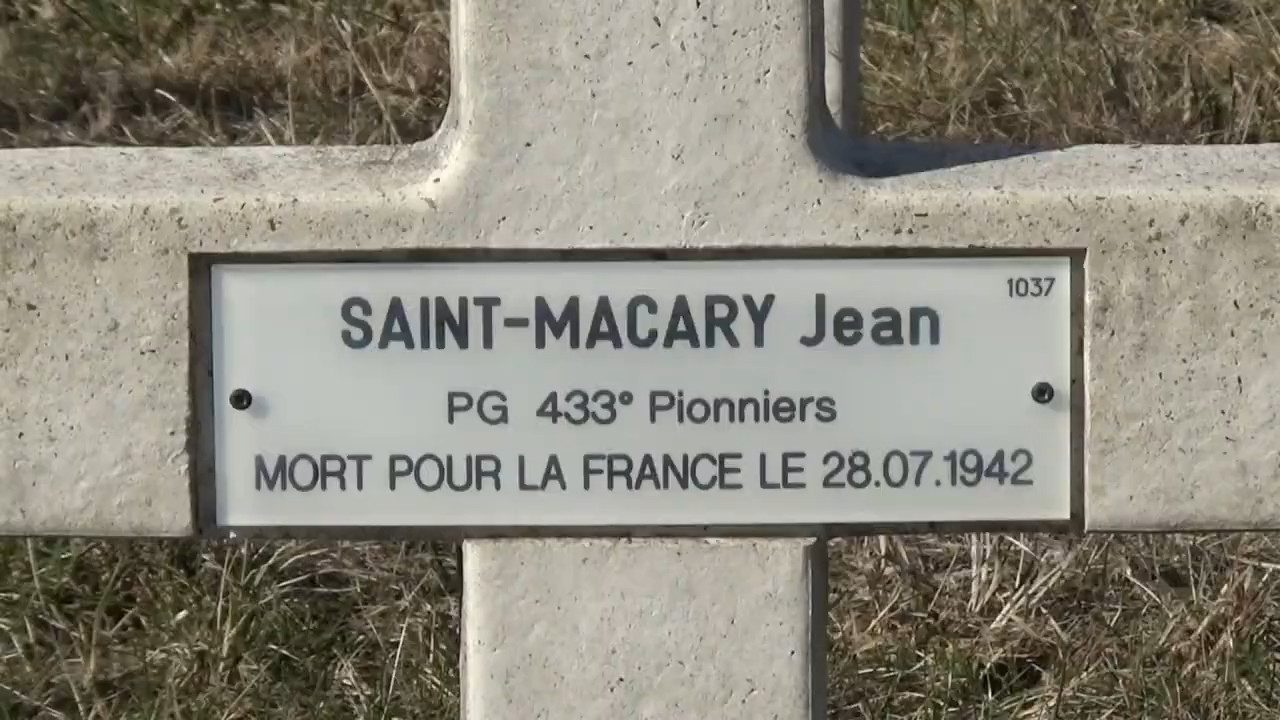 1037
SAINT-MACARY Jean
PG 433° Pionniers
MORT POUR LA FRANCE LE 28.07.1942